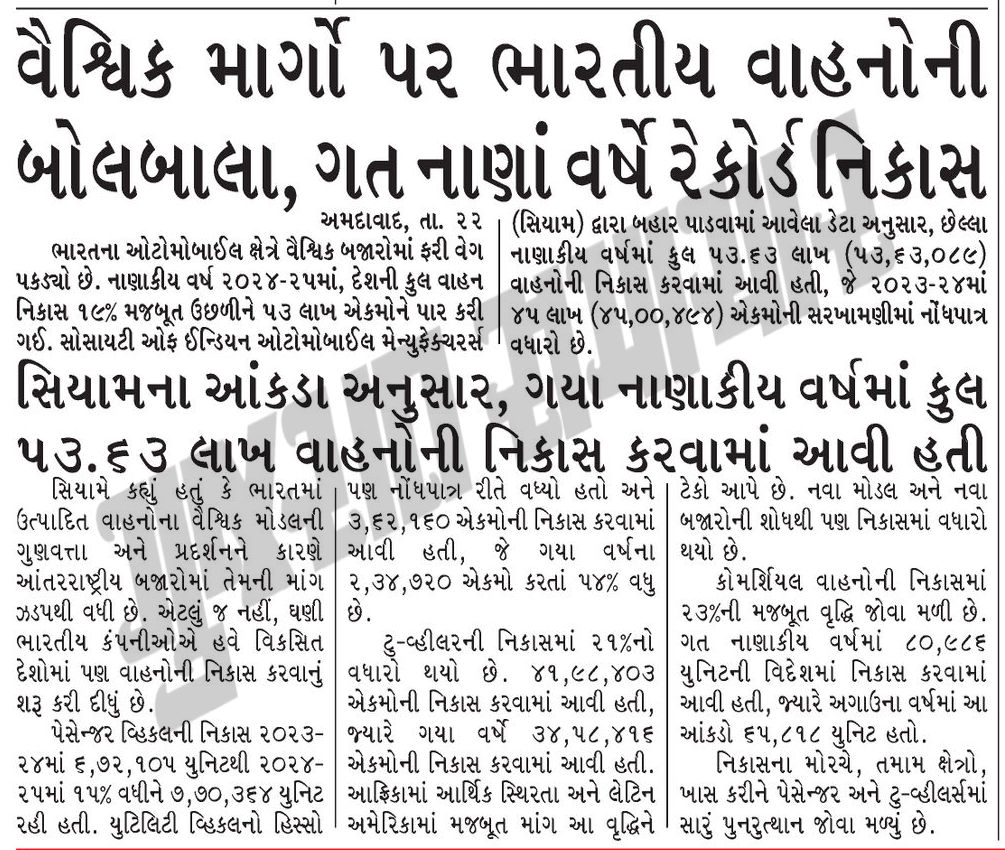 વૈશ્વિક માર્ગો પર ભારતીય વાહનોની
બોલબાલા, ગત નાણાં વર્ષે રેકોર્ડ નિકાસ
અમદાવાદ, તા. ૨૨
ભારતના ઓટોમોબાઈલ ક્ષેત્રે વૈશ્વિક બજારોમાં ફરી વેગ
પકડ્યો છે. નાણાકીય વર્ષ ૨૦૨૪-૨૫માં, દેશની કુલ વાહન
નિકાસ ૧૯% મજબૂત ઉછળીને ૫૩ લાખ એકમોને પાર કરી
ગઈ. સોસાયટી ઓફ ઈન્ડિયન ઓટોમોબાઈલ મેન્યુફેક્ચરર્સ
(સિયામ) દ્વારા બહાર પાડવામાં આવેલા ડેટા અનુસાર, છેલ્લા
નાણાકીય વર્ષમાં કુલ ૫૩.૬૩ લાખ (૫૩,૬૩,૦૮૯)
વાહનોની નિકાસ કરવામાં આવી હતી, જે ૨૦૨૩-૨૪માં
૪૫ લાખ (૪૫,૦૦,૪૯૪) એકમોની સરખામણીમાં નોંધપાત્ર
વધારો છે.
સિયામના આંકડા અનુસાર, ગયા નાણાકીય વર્ષમાં કુલ
૫૩.૬૩ લાખ વાહનોની નિકાસ કરવામાં આવી હતી
સિયામે કહ્યું હતું કે ભારતમાં
ઉત્પાદિત વાહનોના વૈશ્વિક મોડલની
ગુણવત્તા અને પ્રદર્શનને કારણે
આંતરરાષ્ટ્રીય બજારોમાં તેમની માંગ
ઝડપથી વધી છે. એટલું જ નહીં, ઘણી
ભારતીય કંપનીઓએ હવે વિકસિત
દેશોમાં પણ વાહનોની નિકાસ કરવાનું
શરૂ કરી દીધું છે.
પેસેન્જર વ્હિકલની નિકાસ ૨૦૨૩-
૨૪માં ૬,૭૨,૧૦૫ યુનિટથી ૨૦૨૪-
૨૫માં ૧૫% વધીને ૭,૭૦,૩૬૪ યુનિટ
રહી હતી. યુટિલિટી વ્હિકલનો હિસ્સો
પણ નોંધપાત્ર રીતે વધ્યો હતો અને
૩,૬૨,૧૬૦ એકમોની નિકાસ કરવામાં
આવી હતી, જે ગયા વર્ષના
૨,૩૪,૭૨૦ એકમો કરતાં ૫૪% વધુ
છે.
ટુ-વ્હીલરની નિકાસમાં ૨૧%નો
વધારો થયો છે. ૪૧,૯૮,૪૦૩
એકમોની નિકાસ કરવામાં આવી હતી,
જ્યારે ગયા વર્ષે ૩૪,૫૮,૪૧૬
એકમોની નિકાસ કરવામાં આવી હતી.
આફ્રિકામાં આર્થિક સ્થિરતા અને લેટિન
અમેરિકામાં મજબૂત માંગ આ વૃદ્ધિને
ટેકો આપે છે. નવા મોડલ અને નવા
બજારોની શોધથી પણ નિકાસમાં વધારો
થયો છે.
કોમર્શિયલ વાહનોની નિકાસમાં
૨૩%ની મજબૂત વૃદ્ધિ જોવા મળી છે.
ગત નાણાકીય વર્ષમાં ૮૦,૯૮૬
યુનિટની વિદેશમાં નિકાસ કરવામાં
આવી હતી, જ્યારે અગાઉના વર્ષમાં આ
આંકડો ૬૫,૮૧૮ યુનિટ હતો.
નિકાસના મોરચે, તમામ ક્ષેત્રો,
ખાસ કરીને પેસેન્જર અને ટુ-વ્હીલર્સમાં
સારું પુનરુત્થાન જોવા મળ્યું છે.
ગુજરાત સમાચાર